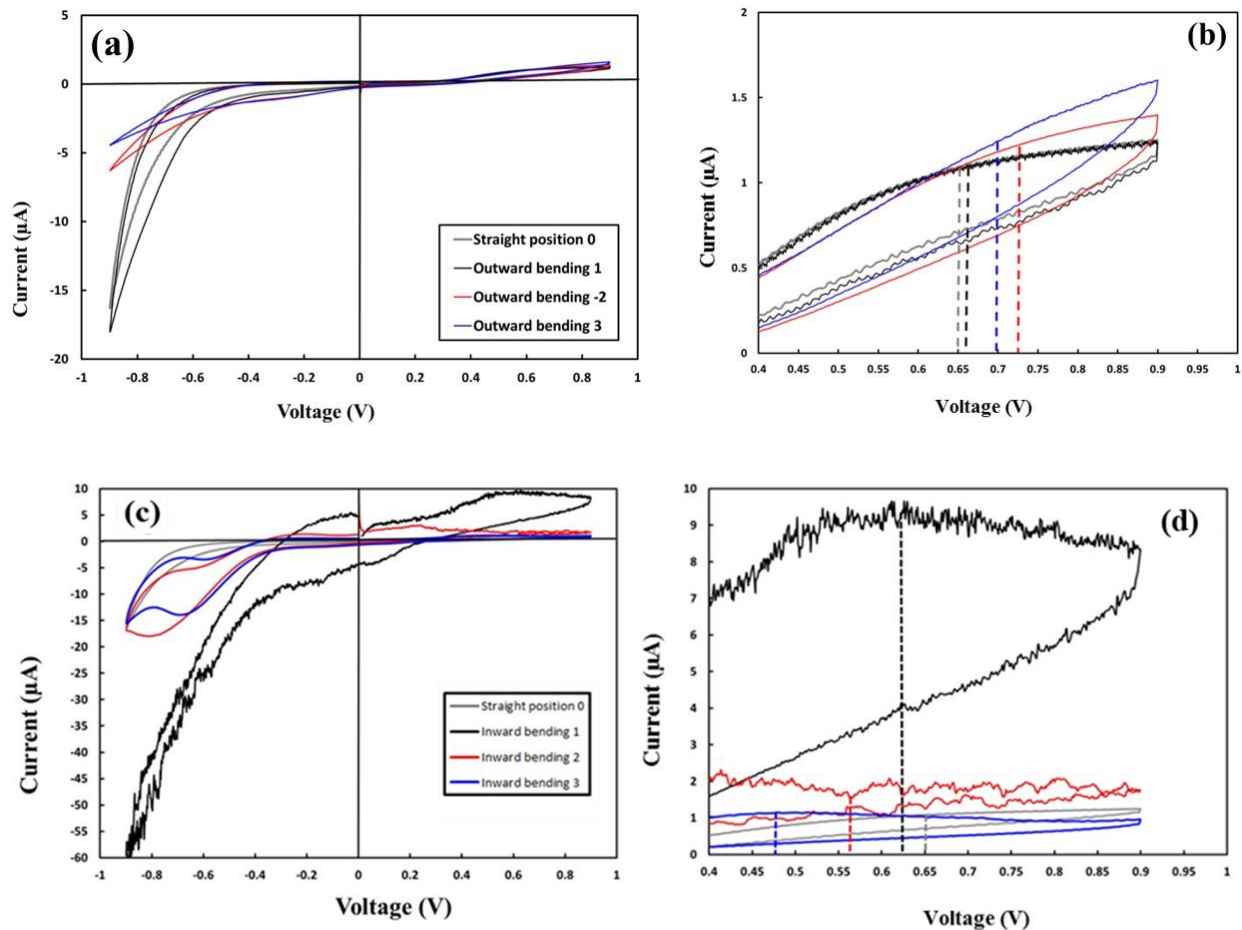 (a)
5
0
-5
-10
-15
-20
Current (µA)
-1 -0.8 -0.6 -0.4 -0.2 0 0.2 0.4 0.6 0.8 1
Voltage (V)
Straight position 0
Outward bending 1
Outward bending -2
Outward bending 3
(b)
2
1.5
1
0.5
0
Current (µA)
0.4 0.45 0.5 0.55 0.6 0.65 0.7 0.75 0.8 0.85 0.9 0.95 1
Voltage (V)
(c)
10
5
0
-5
-10
-15
-20
-25
-30
-35
-40
-45
-50
-55
-60
Current (µA)
-1 -0.8 -0.6 -0.4 -0.2 0 0.2 0.4 0.6 0.8 1
Voltage (V)
Straight position 0
Inward bending 1
Inward bending 2
Inward bending 3
(d)
10
9
8
7
6
5
4
3
2
1
0
Current (µA)
0.4 0.45 0.5 0.55 0.6 0.65 0.7 0.75 0.8 0.85 0.9 0.95 1
Voltage (V)